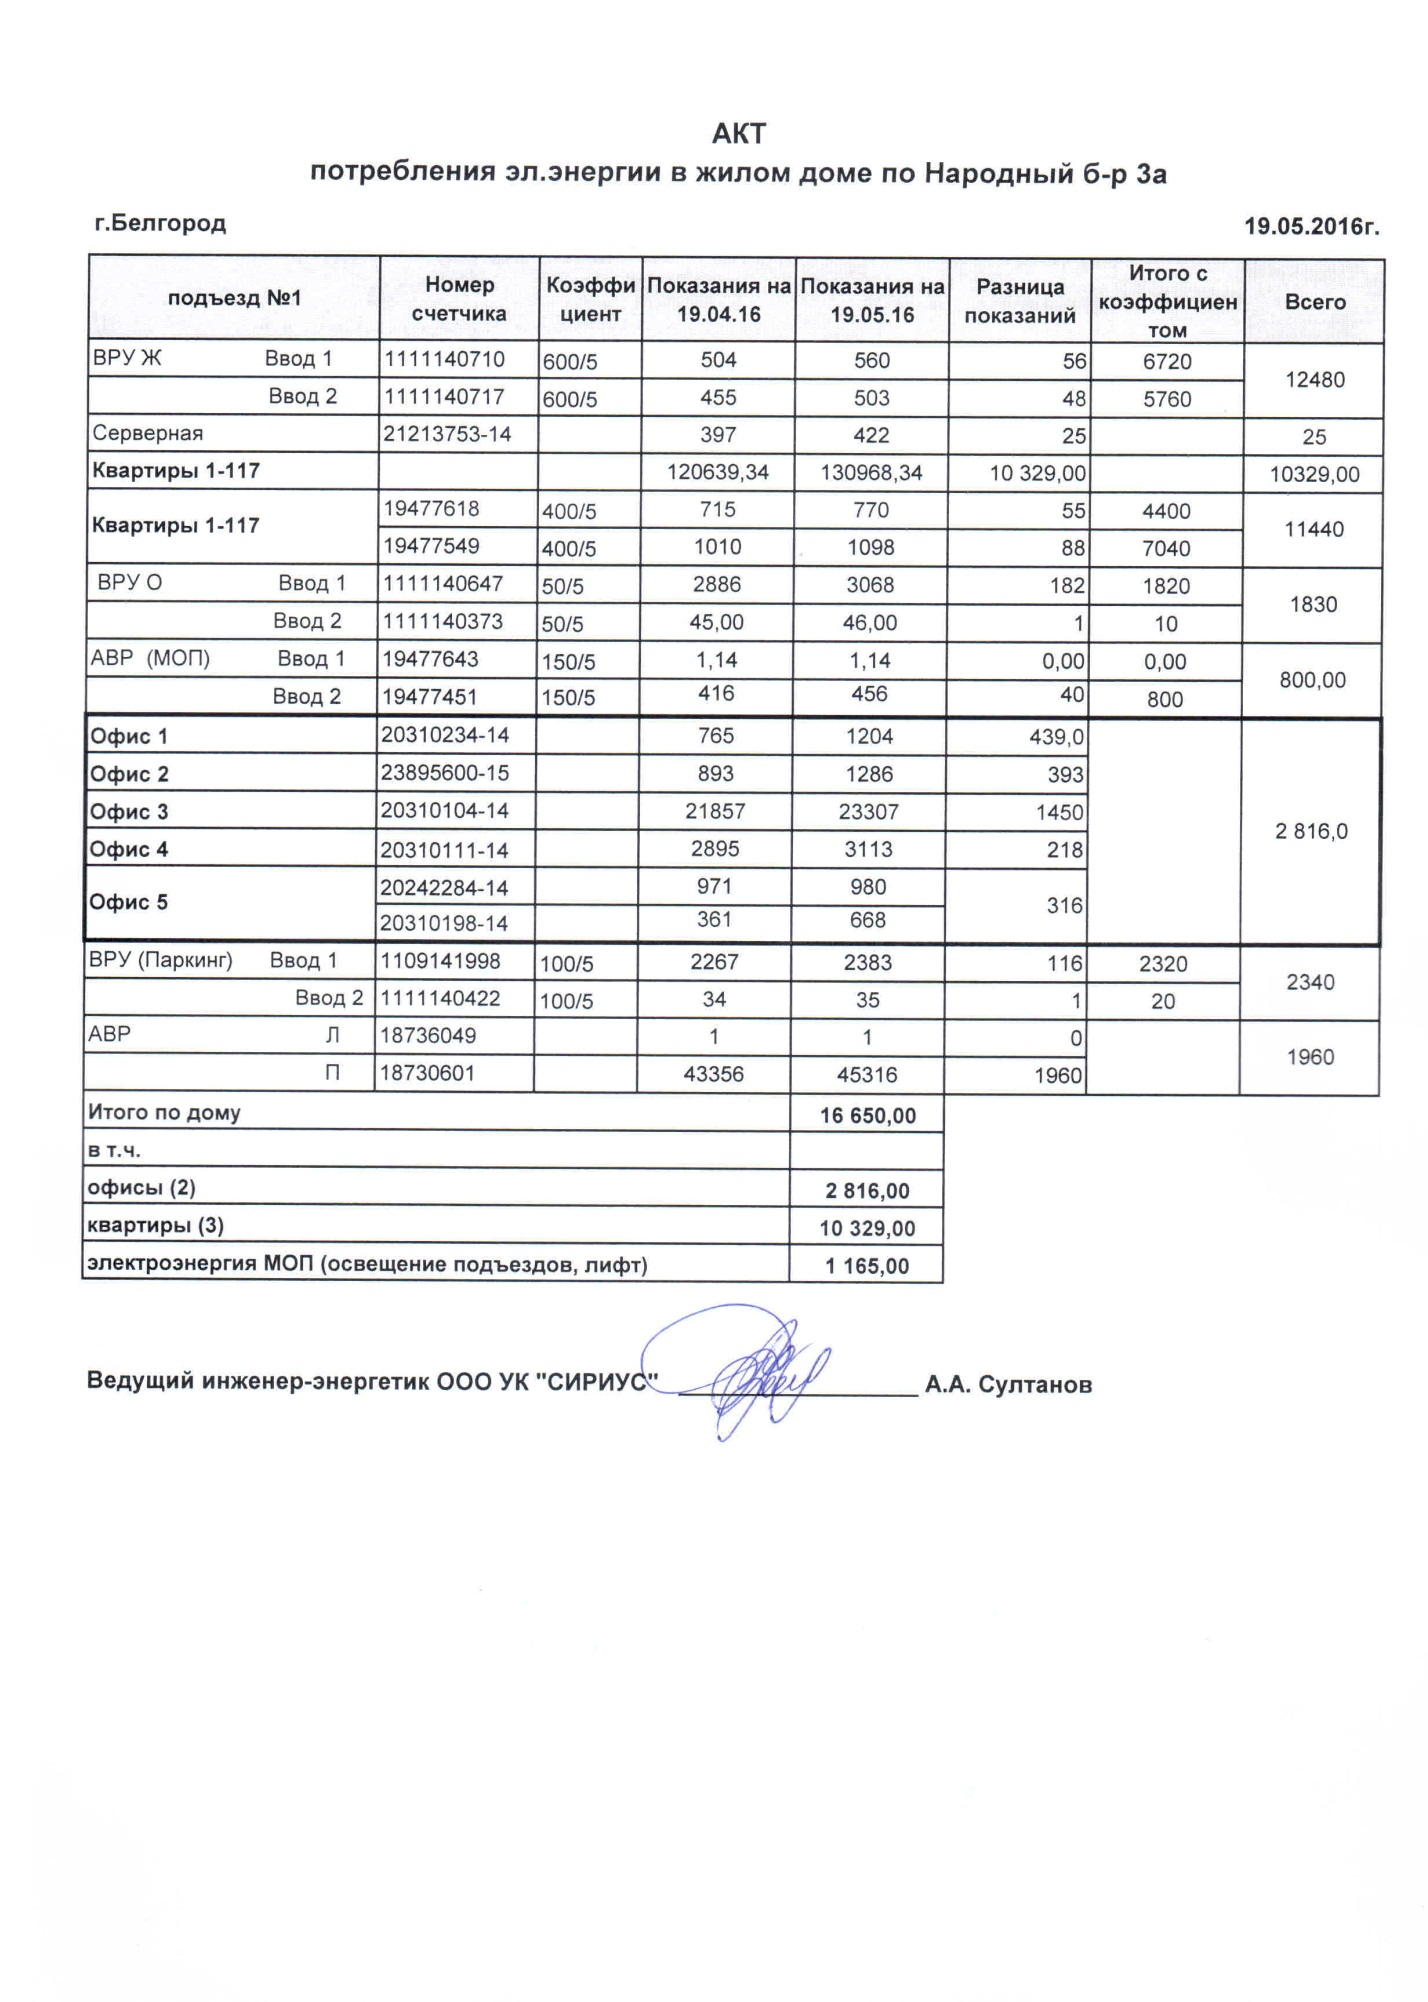 АКТ
потребления эл.энергии в жилом доме по Народный б-р 3а
г.Белгород 19.05.2016г.
подъезд №1 Номер счетчика Коэффи циент Показания на 19.04.16 Показания на 19.05.16 Разница показаний Итого с коэффициен том Всего
ВРУ Ж Ввод 1 1111140710 600/5 504 560 56 6720 12480
Ввод 2 1111140717 600/5 455 503 48 5760
Серверная 21213753-14 397 422 25 25
Квартиры 1-117 120639,34 130968,34 10 329,00 10329,00
Квартиры 1-117 19477618 400/5 715 770 55 4400 11440
19477549 400/5 1010 1098 88 7040
ВРУ О Ввод 1 1111140647 50/5 2886 3068 182 1820 1830
Ввод 2 1111140373 50/5 45,00 46,00 1 10
АВР (МОП) Ввод 1 19477643 150/5 1,14 1,14 0,00 0,00 800,00
Ввод 2 19477451 150/5 416 456 40 800
Офис 1 20310234-14 765 1204 439,0 2 816,0
Офис 2 23895600-15 893 1286 393
Офис 3 20310104-14 21857 23307 1450
Офис 4 20310111-14 2895 3113 218
Офис 5 20242284-14 971 980 316
20310198-14 361 668
ВРУ (Паркинг) Ввод 1 1109141998 100/5 2267 2383 116 2320 2340
Ввод 2 1111140422 100/5 34 35 1 20
АВР Л 18736049 1 1 0 1960
П 18730601 43356 45316 1960
Итого по дому 16 650,00
в т.ч.
офисы (2) 2 816,00
квартиры (3) 10 329,00
электроэнергия МОП (освещение подъездов, лифт) 1 165,00
Ведущий инженер-энергетик ООО УК "СИРИУС" А.А. Султанов